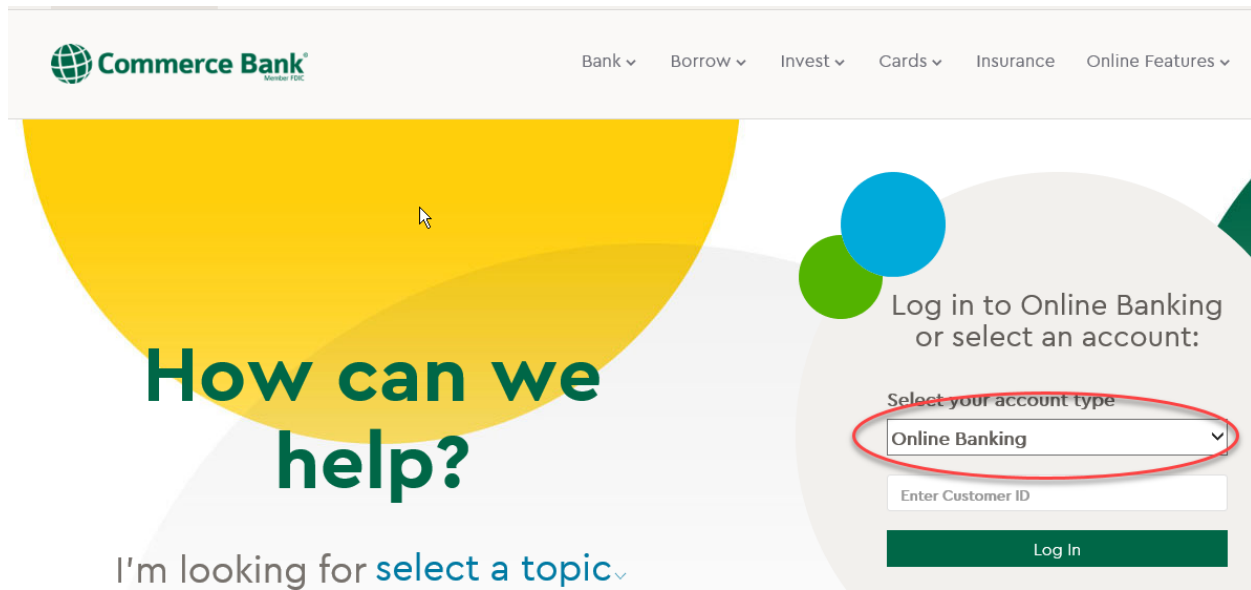 Commerce Bank
Member FDIC
Bank Borrow Invest Cards Insurance Online Features
How can we
help?
I'm looking for select a topic
Log in to Online Banking
or select an account:
Select your account type
Online Banking
Enter Customer ID
Log In